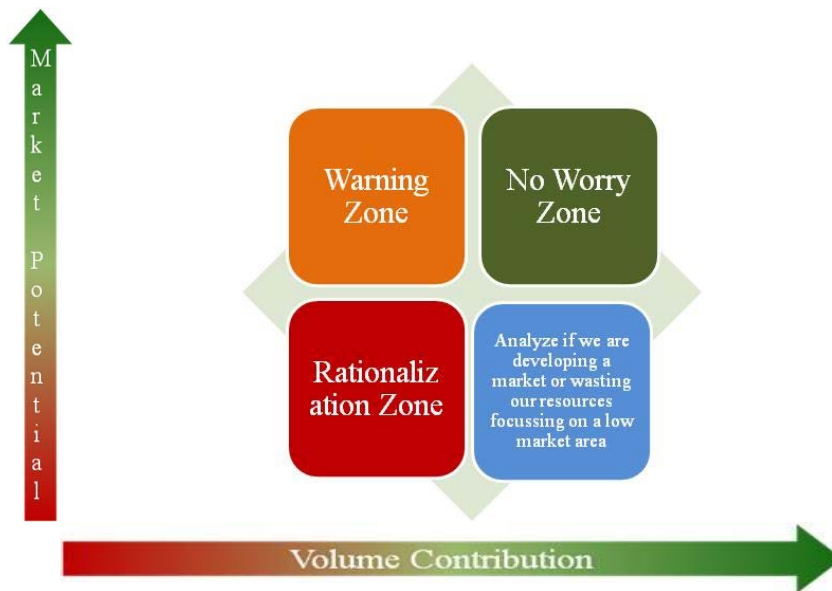 Market Potential
Warning
Zone
No Worry
Zone
Rationaliz
ation Zone
Analyze if we are
developing a
market or wasting
our resources
focussing on a low
market area
Volume Contribution